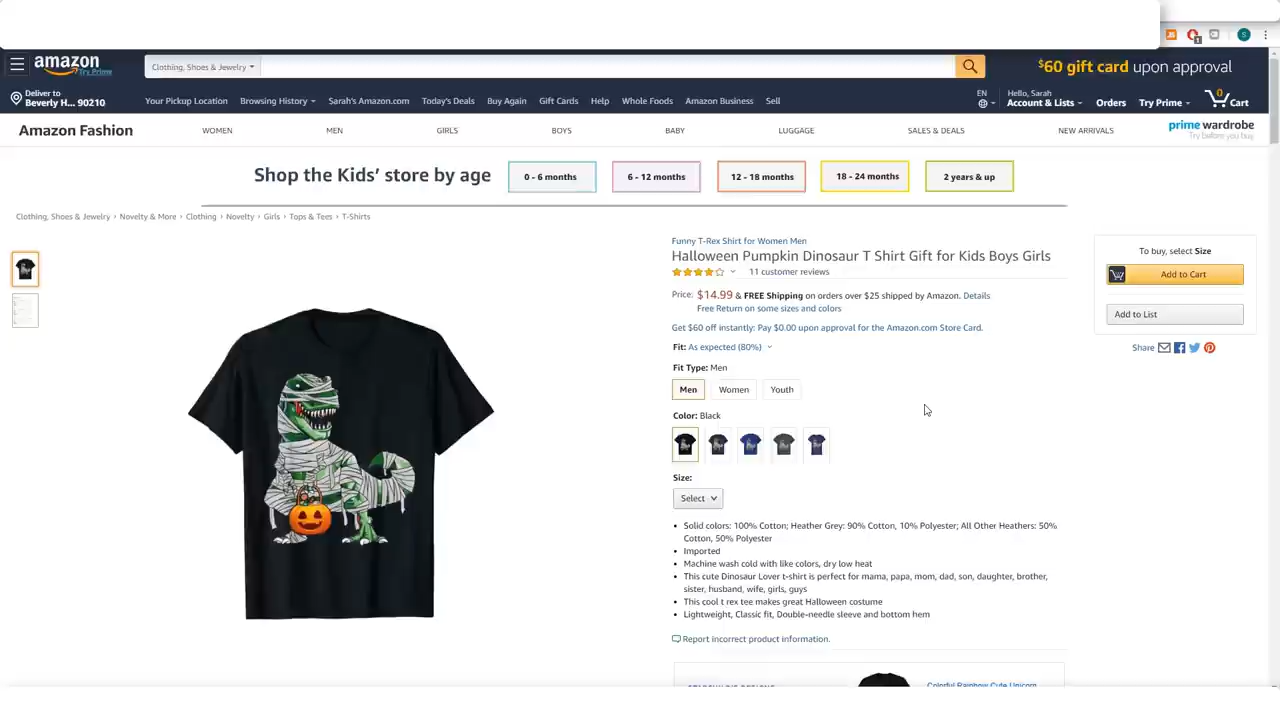 amazon
Try Prime
Clothing, Shoes & Jewelry
$60 gift card upon approval
Deliver to
Beverly H... 90210
Your Pickup Location
Browsing History
Sarah's Amazon.com
Today's Deals
Buy Again
Gift Cards
Help
Whole Foods
Amazon Business
Sell
EN
Hello, Sarah
Account & Lists
Orders
Try Prime
0
Cart
Amazon Fashion
WOMEN
MEN
GIRLS
BOYS
BABY
LUGGAGE
SALES & DEALS
NEW ARRIVALS
prime wardrobe
Try before you buy
Shop the Kids' store by age
0 - 6 months
6 - 12 months
12 - 18 months
18 - 24 months
2 years & up
Clothing, Shoes & Jewelry › Novelty & More › Clothing › Novelty › Girls › Tops & Tees › T-Shirts
Funny T-Rex Shirt for Women Men
Halloween Pumpkin Dinosaur T Shirt Gift for Kids Boys Girls
11 customer reviews
Price: $14.99 & FREE Shipping on orders over $25 shipped by Amazon. Details
Free Return on some sizes and colors
Get $60 off instantly: Pay $0.00 upon approval for the Amazon.com Store Card.
Fit: As expected (80%)
Fit Type: Men
Men
Women
Youth
Color: Black
Size:
Select
• Solid colors: 100% Cotton; Heather Grey: 90% Cotton, 10% Polyester; All Other Heathers: 50%
Cotton, 50% Polyester
• Imported
• Machine wash cold with like colors, dry low heat
• This cute Dinosaur Lover t-shirt is perfect for mama, papa, mom, dad, son, daughter, brother,
sister, husband, wife, girls, guys
• This cool t rex tee makes great Halloween costume
• Lightweight, Classic fit, Double-needle sleeve and bottom hem
Report incorrect product information.
Colorful Rainbow Cute Unicorn
To buy, select Size
Add to Cart
Add to List
Share
S
1